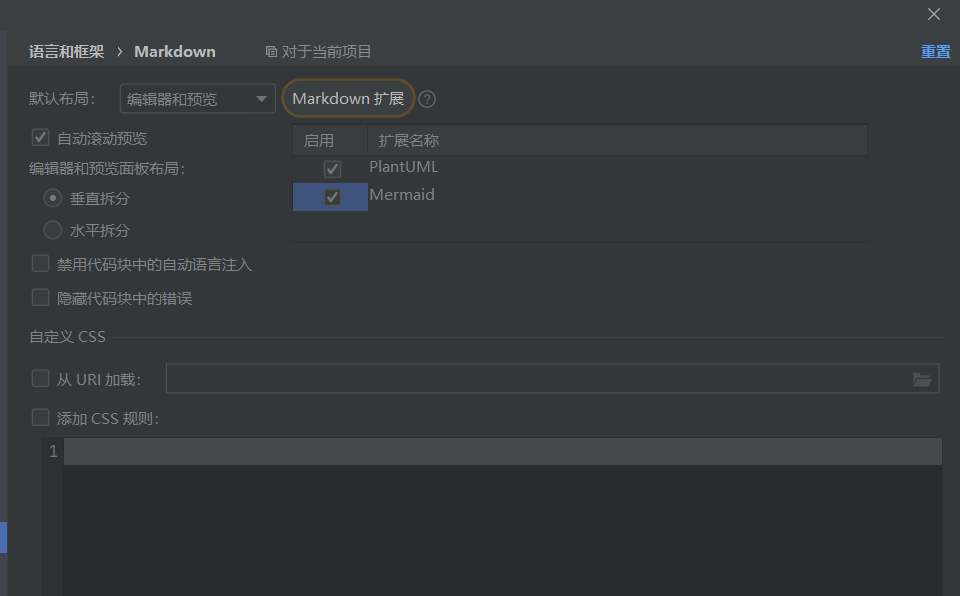 语言和框架 › Markdown 对于当前项目 重置
默认布局: 编辑器和预览 Markdown 扩展 ?
自动滚动预览
启用 扩展名称
编辑器和预览面板布局:
PlantUML
垂直拆分
Mermaid
水平拆分
禁用代码块中的自动语言注入
隐藏代码块中的错误
自定义 CSS
从 URI 加载:
添加 CSS 规则:
1